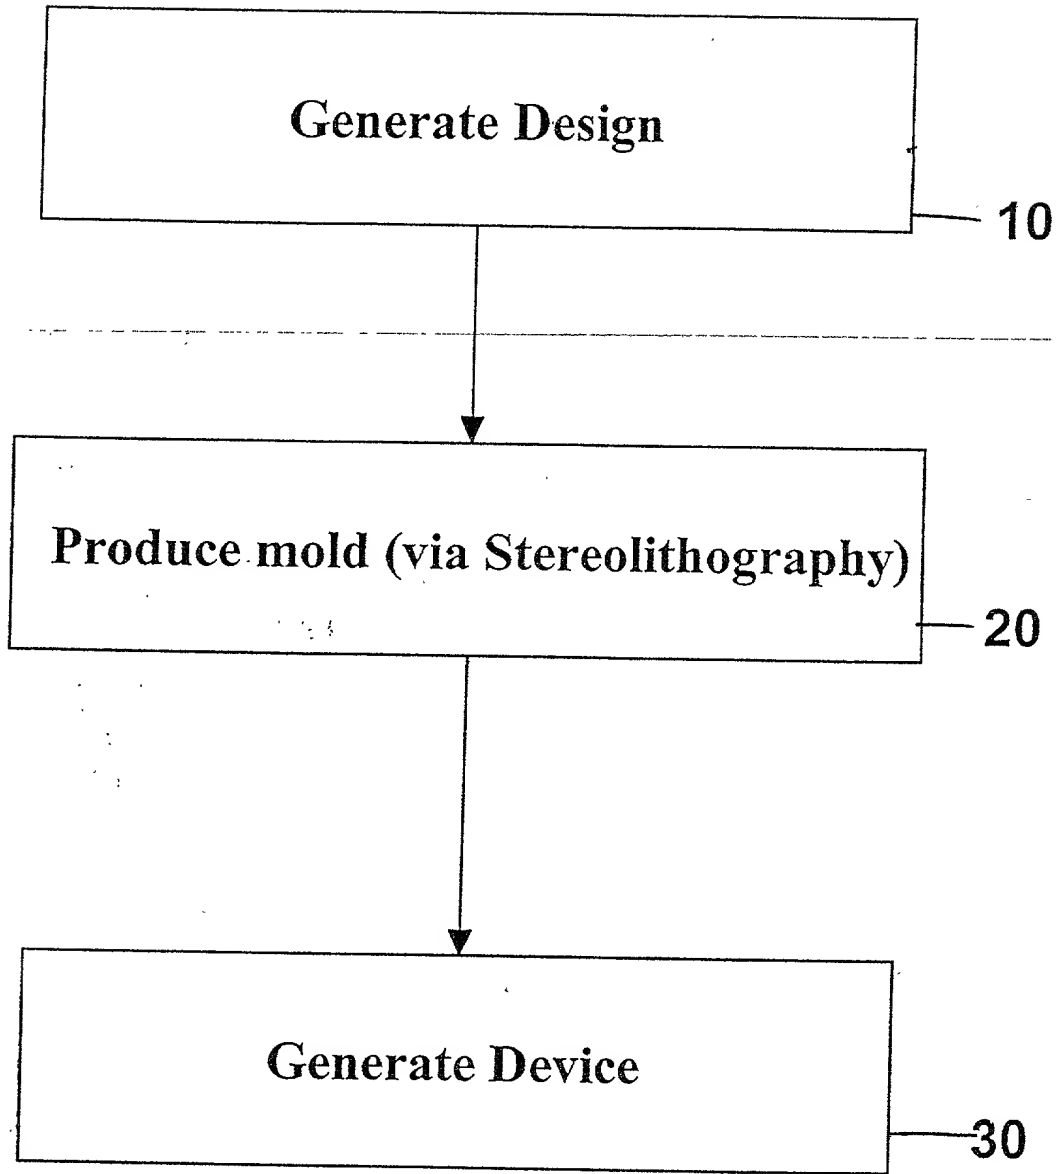 Generate Design
10
Produce mold (via Stereolithography)
20
Generate Device
30